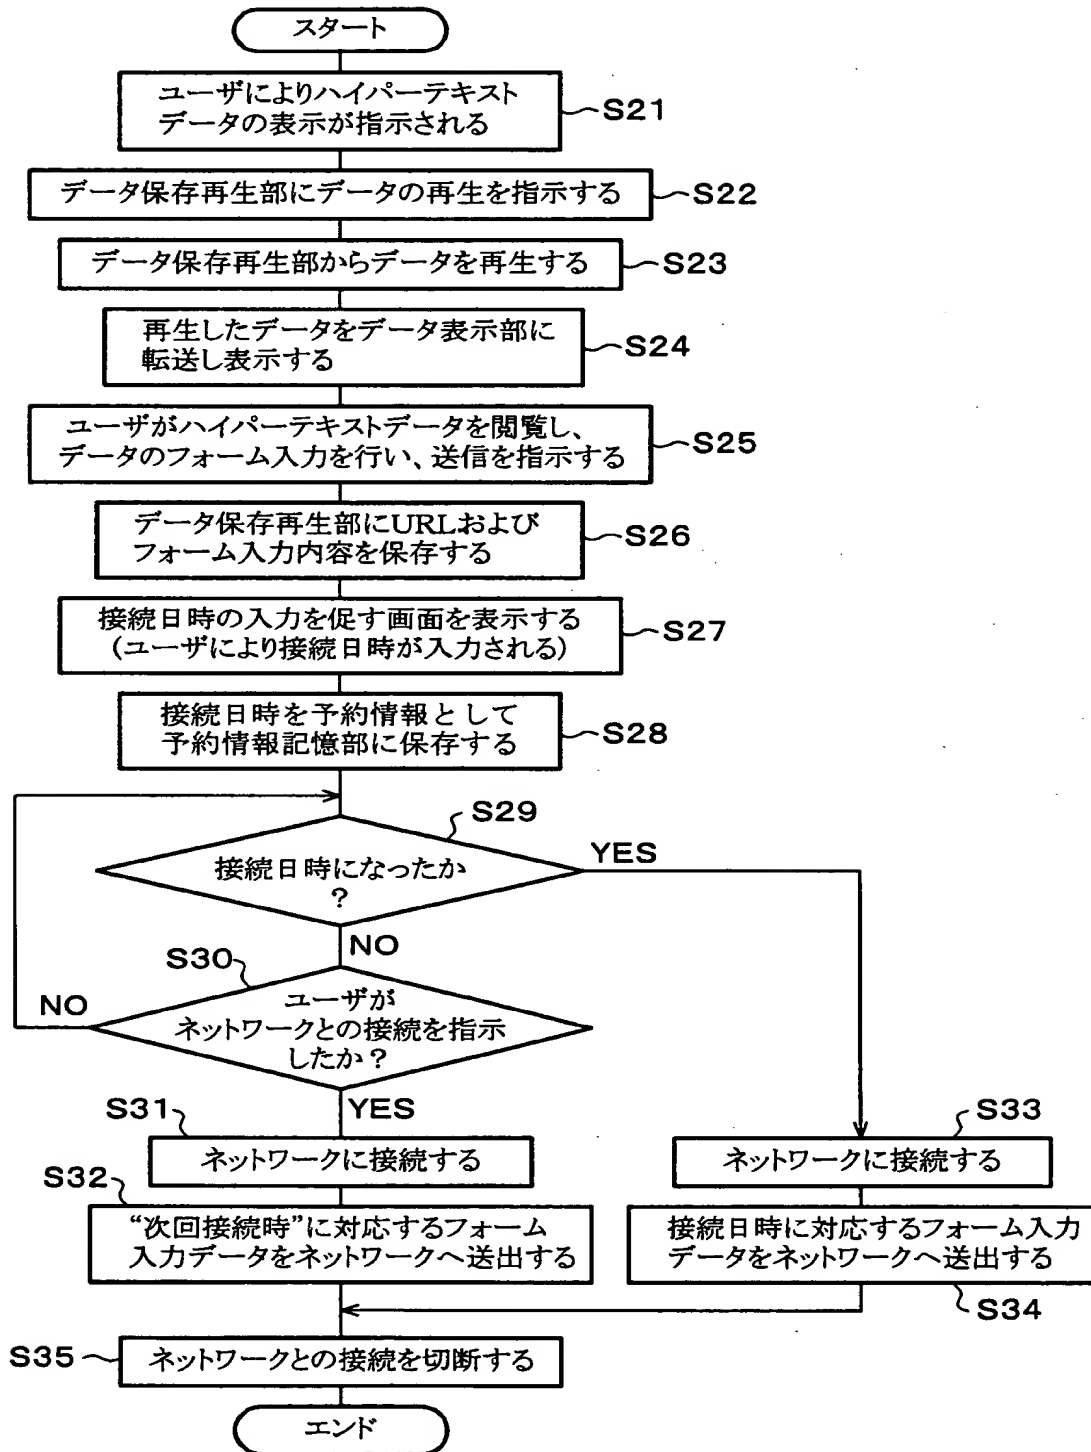 スタート
ユーザによりハイパーテキスト
データの表示が指示される
S21
データ保存再生部にデータの再生を指示する
S22
データ保存再生部からデータを再生する
S23
再生したデータをデータ表示部に
転送し表示する
S24
ユーザがハイパーテキストデータを閲覧し、
データのフォーム入力を行い、送信を指示する
S25
データ保存再生部にURLおよび
フォーム入力内容を保存する
S26
接続日時の入力を促す画面を表示する
(ユーザにより接続日時が入力される)
S27
接続日時を予約情報として
予約情報記憶部に保存する
S28
S29
接続日時になったか
?
YES
NO
S30
ユーザが
ネットワークとの接続を指示
したか?
NO
YES
S31
ネットワークに接続する
S33
ネットワークに接続する
S32
“次回接続時”に対応するフォーム
入力データをネットワークへ送出する
接続日時に対応するフォーム入力
データをネットワークへ送出する
S34
S35
ネットワークとの接続を切断する
エンド